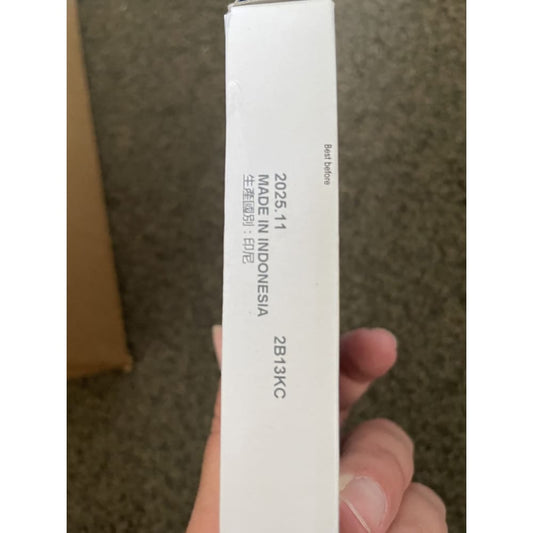 Best before
2025.11 2B13KC
MADE IN INDONESIA
生產國別：印尼